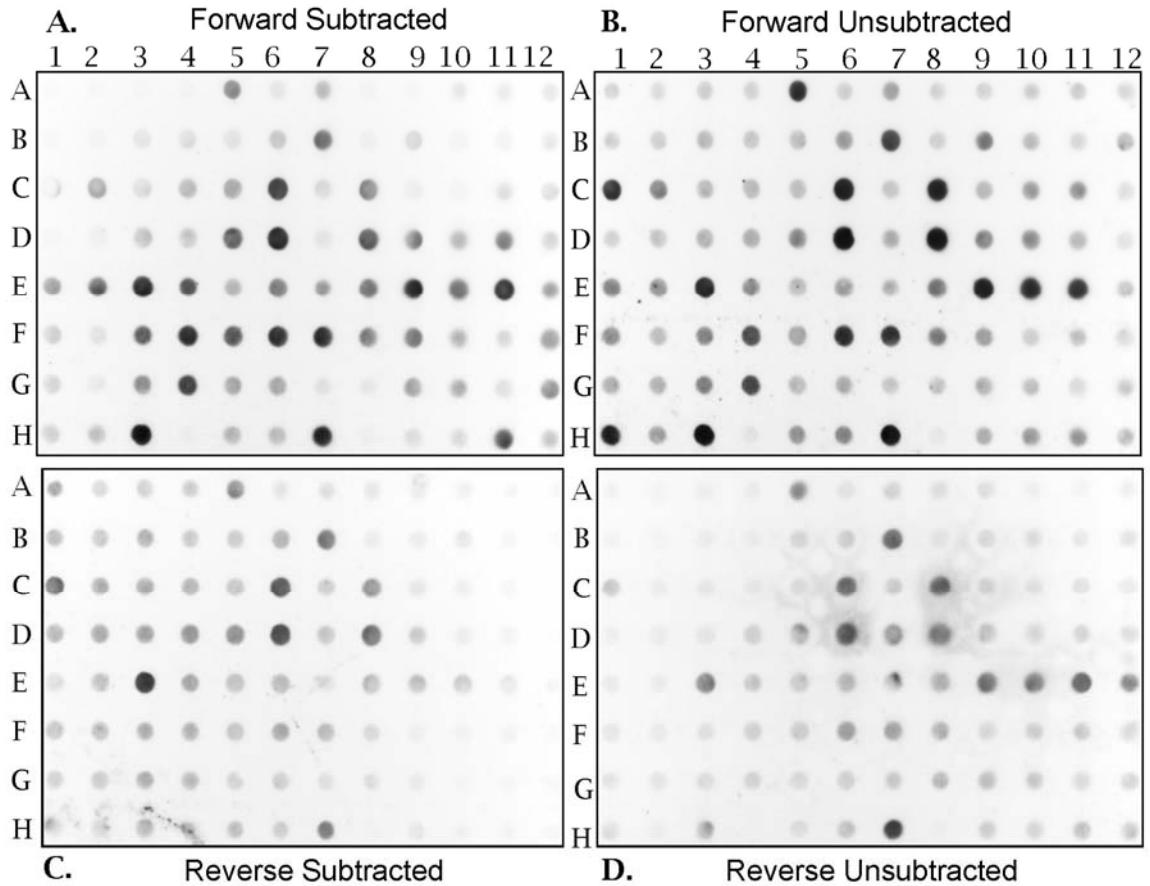 A. Forward Subtracted
B. Forward Unsubtracted
1 2 3 4 5 6 7 8 9 10 11 12
1 2 3 4 5 6 7 8 9 10 11 12
A
B
C
D
E
F
G
H
A
B
C
D
E
F
G
H
A
B
C
D
E
F
G
H
A
B
C
D
E
F
G
H
C. Reverse Subtracted
D. Reverse Unsubtracted